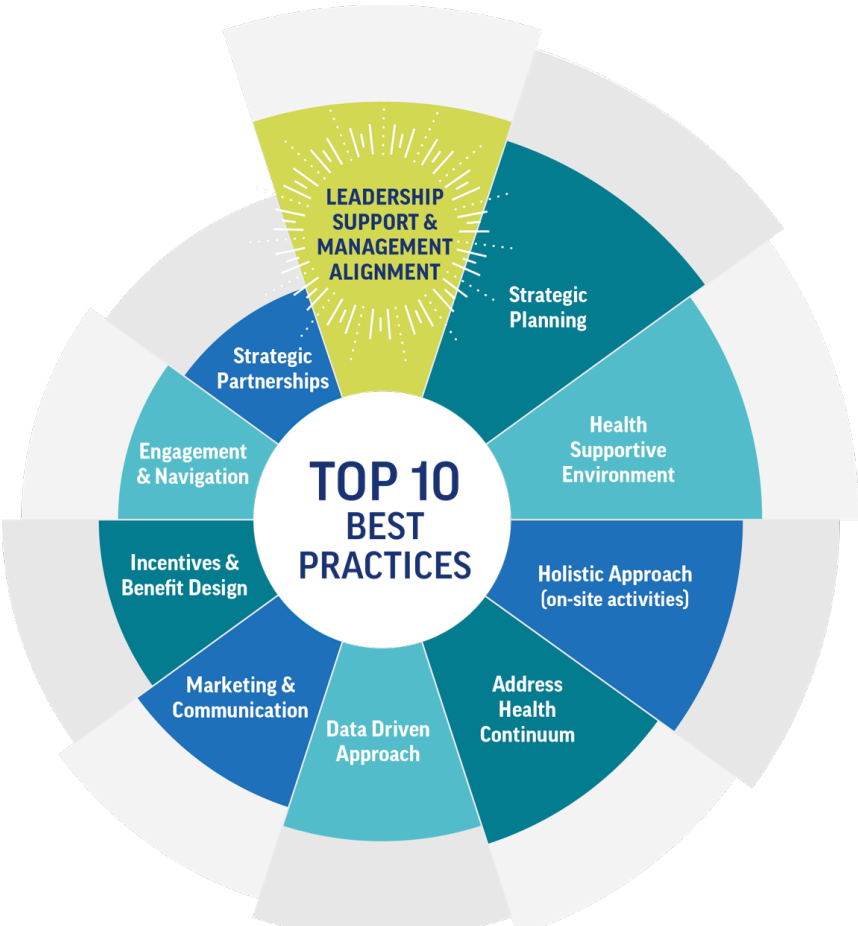 LEADERSHIP
SUPPORT &
MANAGEMENT
ALIGNMENT
Strategic
Planning
Health
Supportive
Environment
Holistic Approach
(on-site activities)
Address
Health
Continuum
Data Driven
Approach
Marketing &
Communication
Incentives &
Benefit Design
Engagement
& Navigation
Strategic
Partnerships
TOP 10
BEST
PRACTICES